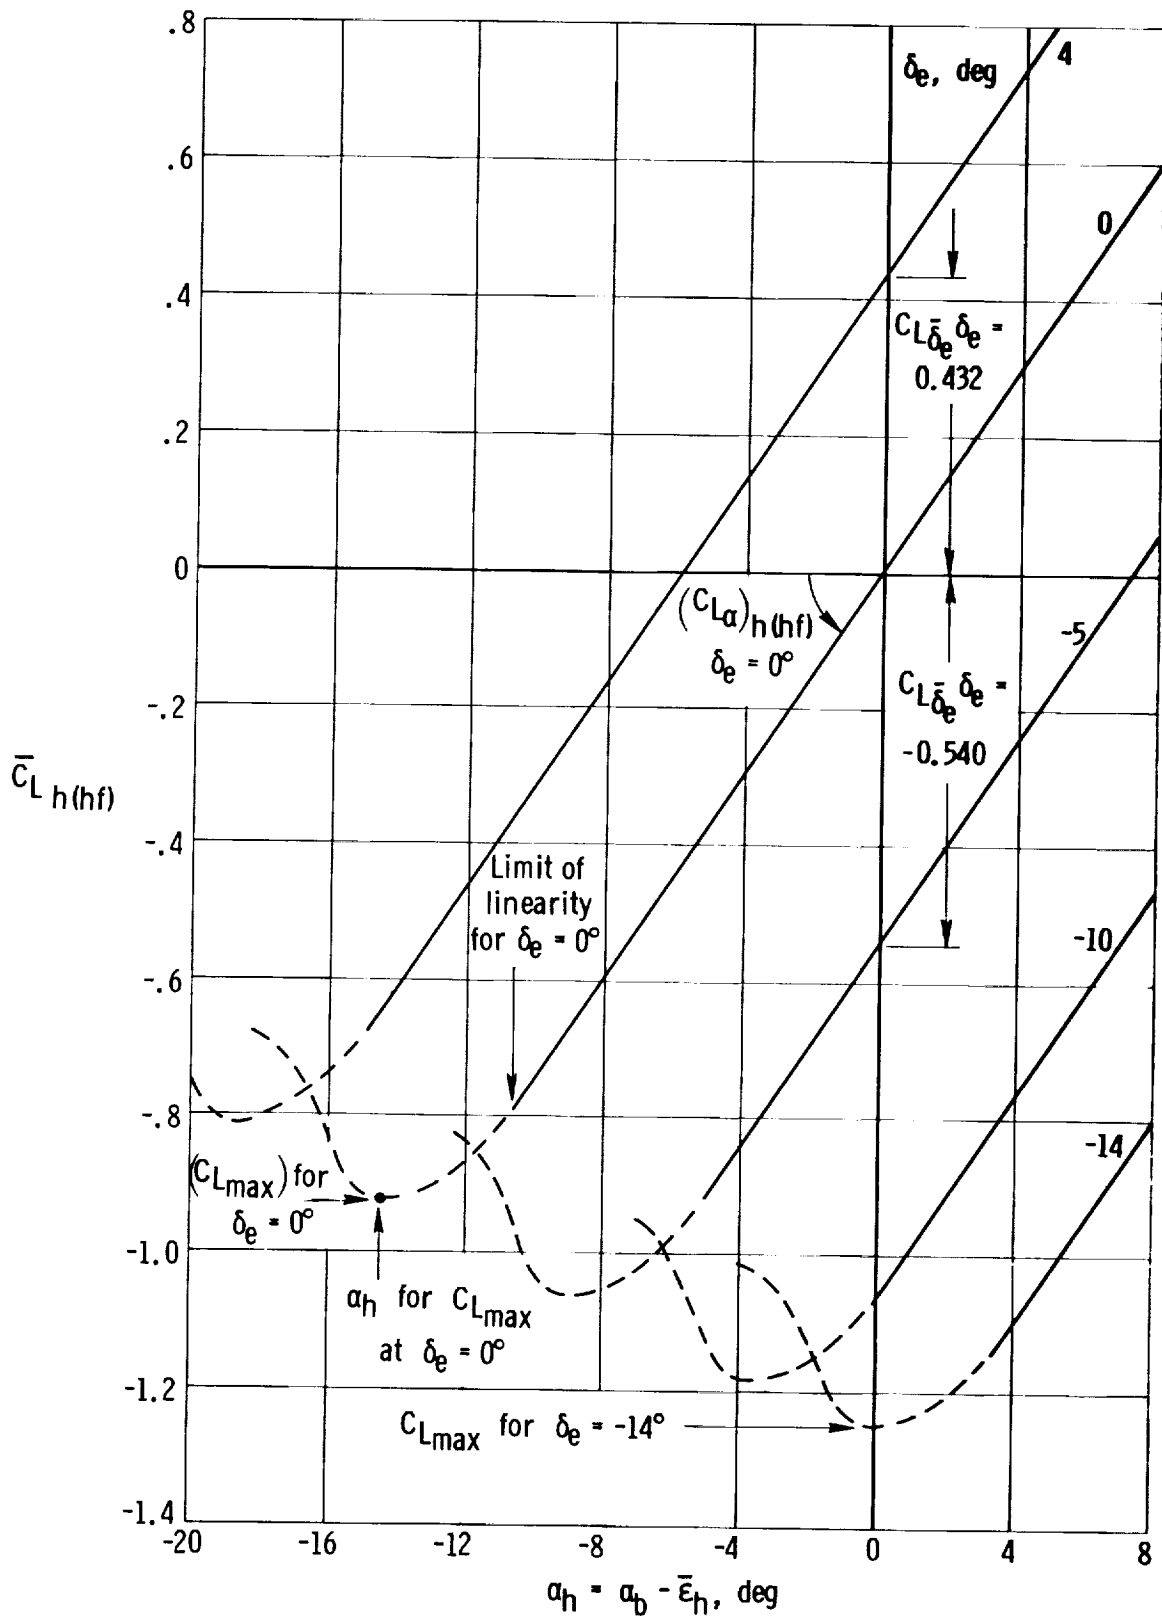 .8
.6
.4
.2
0
-.2
-.4
-.6
-.8
-1.0
-1.2
-1.4
C̄L h(hf)
δe, deg
4
0
-5
-10
-14
CLδ̄e δe =
0.432
(CLα)h(hf)
δe = 0°
CLδ̄e δe =
-0.540
Limit of
linearity
for δe = 0°
(CLmax) for
δe = 0°
αh for CLmax
at δe = 0°
CLmax for δe = -14°
-20 -16 -12 -8 -4 0 4 8
αh = αb - ε̄h, deg